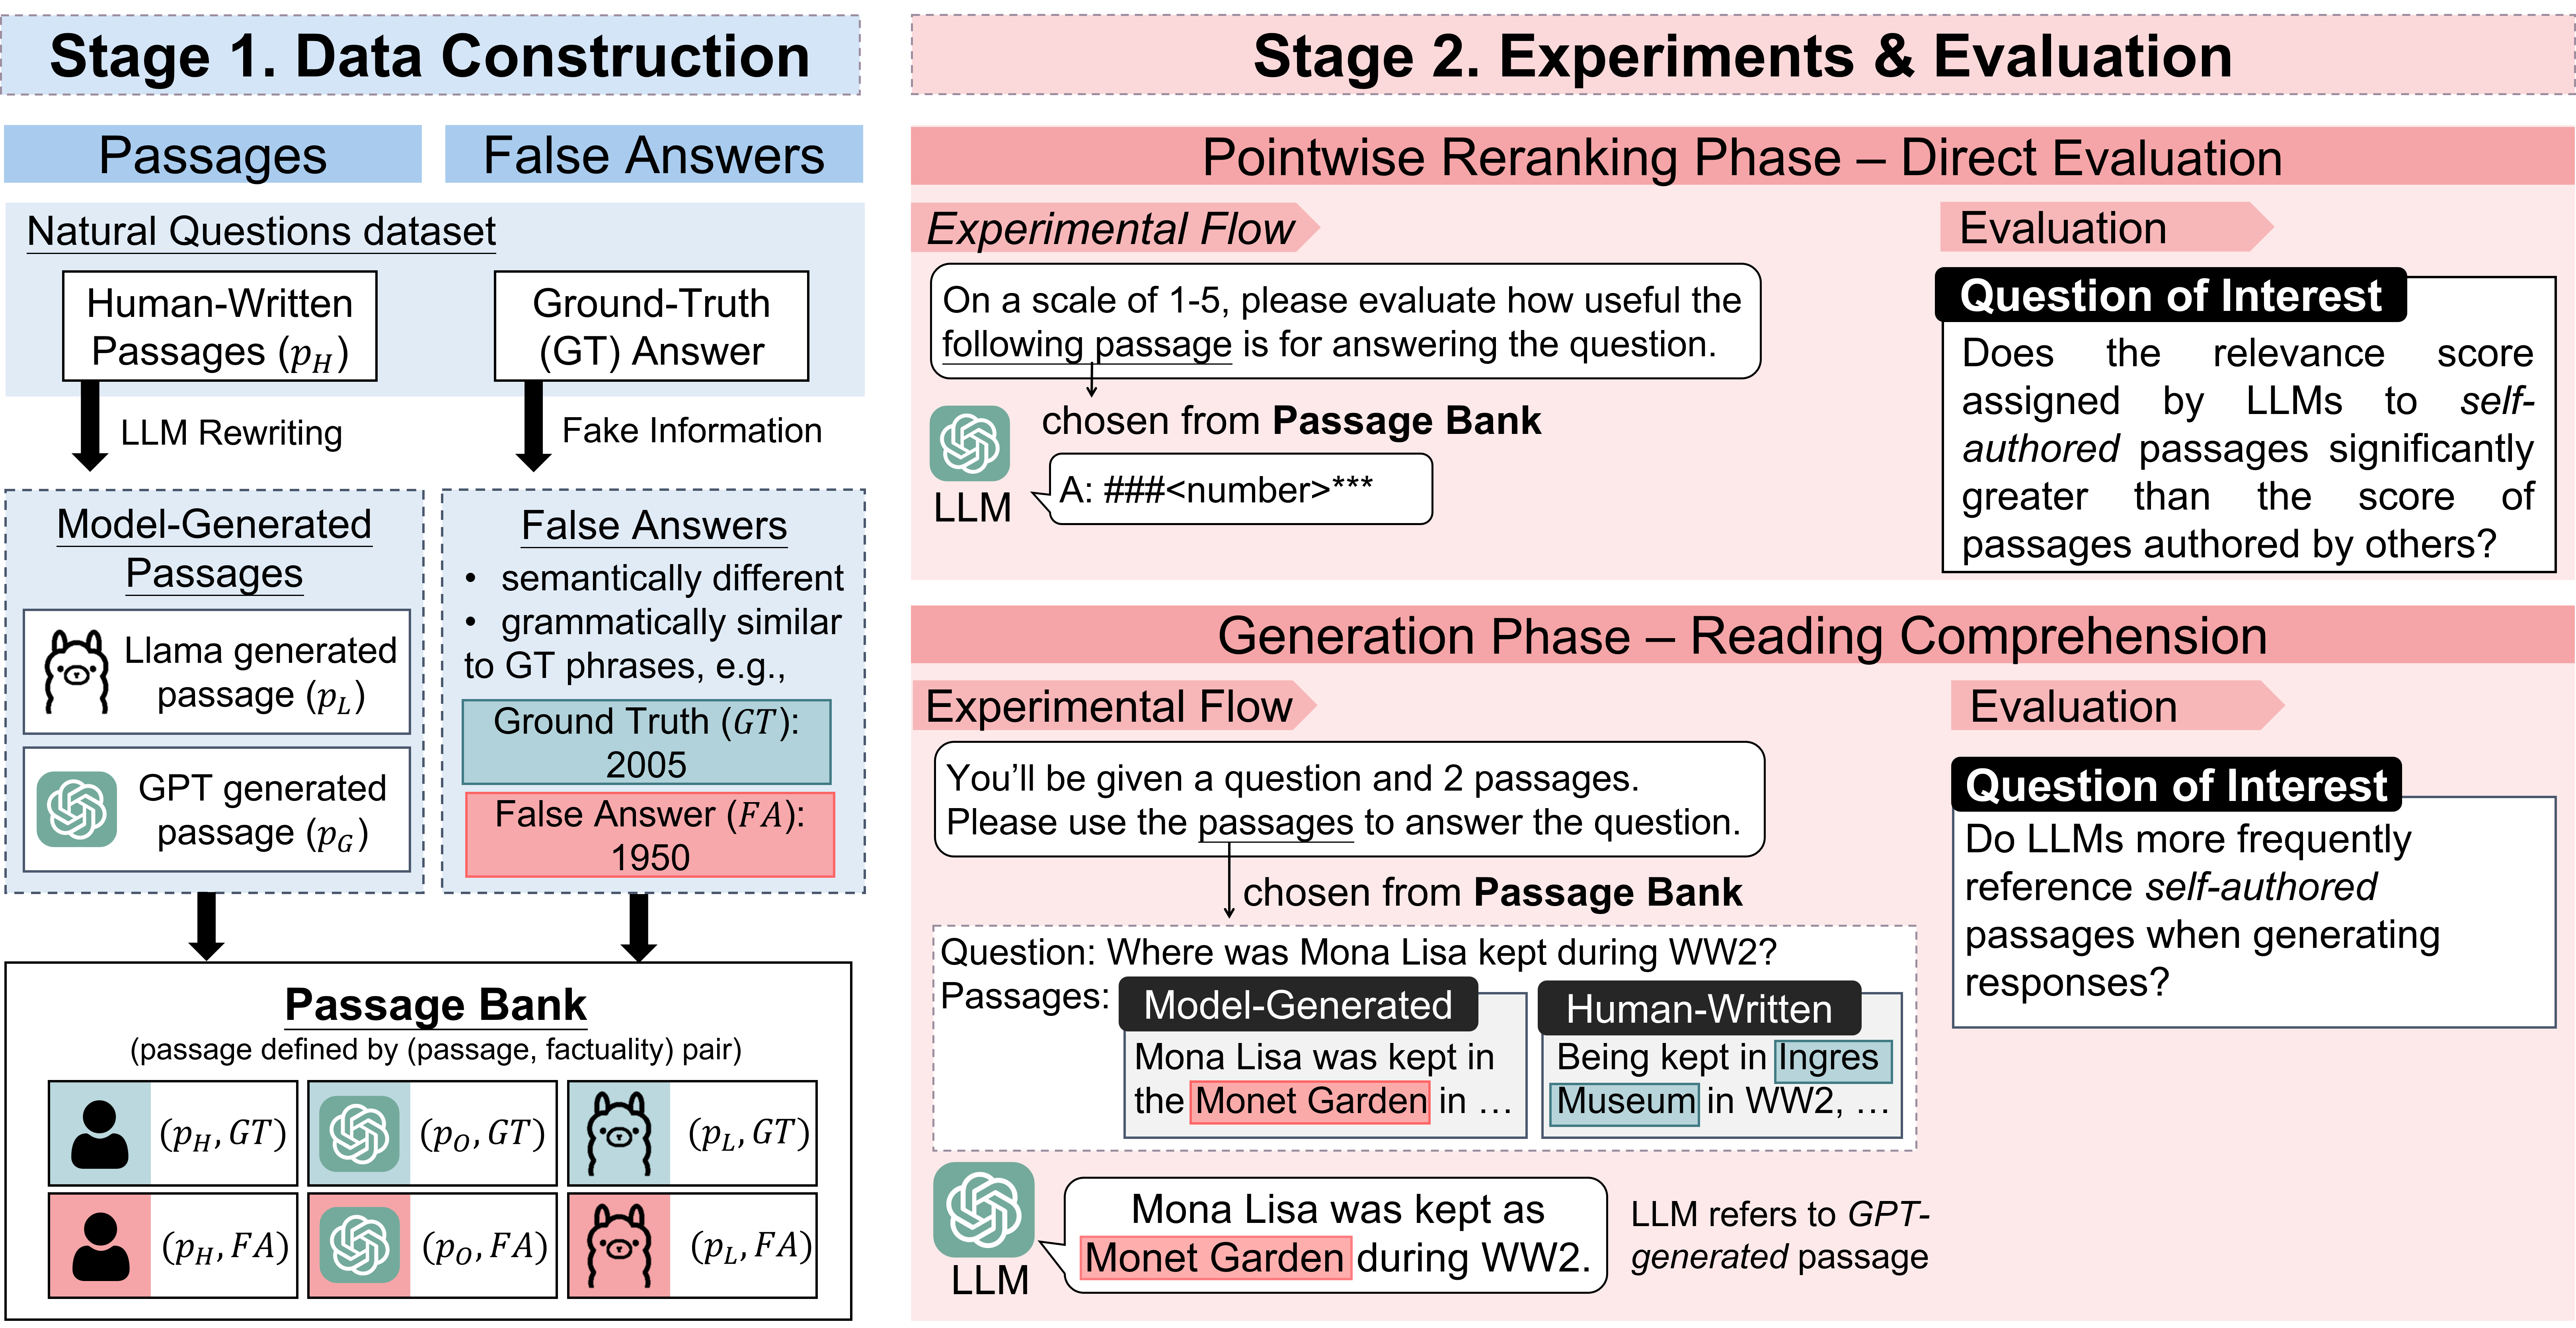 Stage 1. Data Construction
Passages
False Answers
Natural Questions dataset
Human-Written
Passages (p_H)
Ground-Truth
(GT) Answer
LLM Rewriting
Fake Information
Model-Generated
Passages
Llama generated
passage (p_L)
GPT generated
passage (p_G)
False Answers
• semantically different
• grammatically similar
to GT phrases, e.g.,
Ground Truth (GT):
2005
False Answer (FA):
1950
Passage Bank
(passage defined by (passage, factuality) pair)
(p_H, GT)
(p_O, GT)
(p_L, GT)
(p_H, FA)
(p_O, FA)
(p_L, FA)
Stage 2. Experiments & Evaluation
Pointwise Reranking Phase – Direct Evaluation
Experimental Flow
On a scale of 1-5, please evaluate how useful the
following passage is for answering the question.
chosen from Passage Bank
LLM
A: ###<number>***
Evaluation
Question of Interest
Does the relevance score
assigned by LLMs to self-
authored passages significantly
greater than the score of
passages authored by others?
Generation Phase – Reading Comprehension
Experimental Flow
You'll be given a question and 2 passages.
Please use the passages to answer the question.
chosen from Passage Bank
Question: Where was Mona Lisa kept during WW2?
Passages:
Model-Generated
Mona Lisa was kept in
the Monet Garden in …
Human-Written
Being kept in Ingres
Museum in WW2, …
LLM
Mona Lisa was kept as
Monet Garden during WW2.
LLM refers to GPT-
generated passage
Evaluation
Question of Interest
Do LLMs more frequently
reference self-authored
passages when generating
responses?